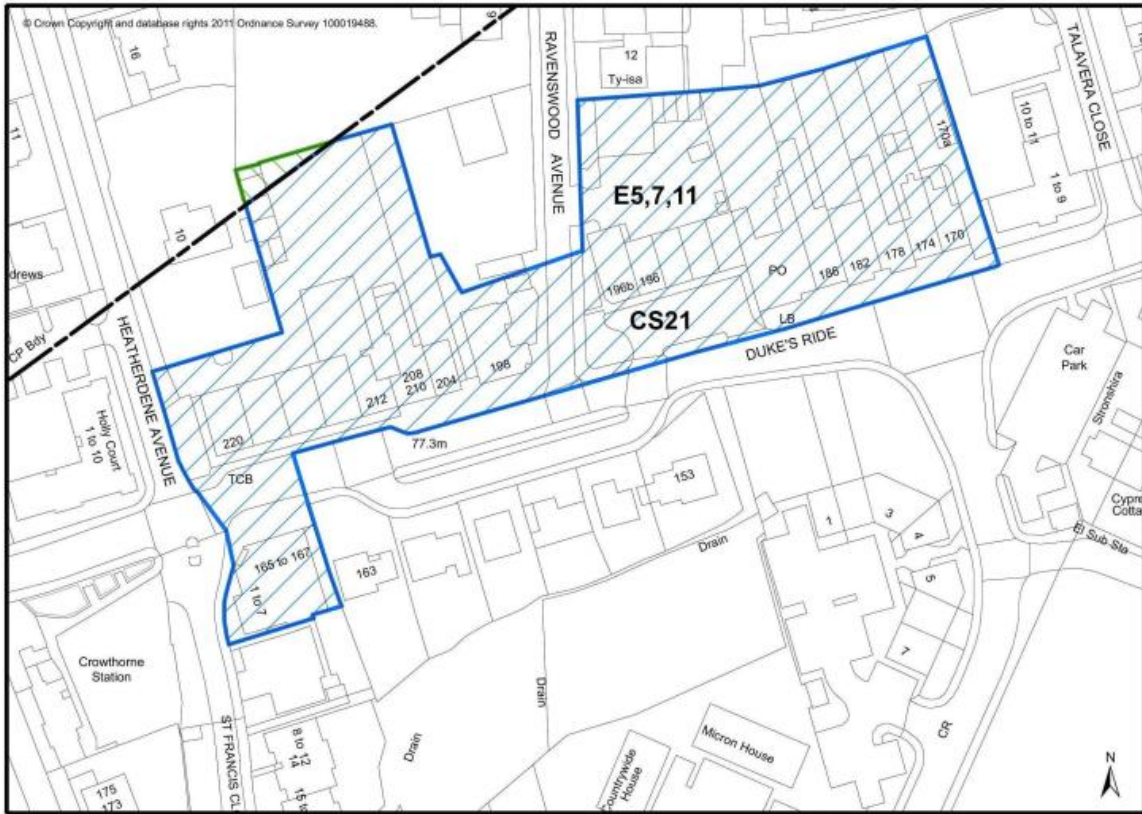 © Crown Copyright and database rights 2011 Ordnance Survey 100019488.
16
9
12
Ty-isa
RAVENSWOOD AVENUE
TALAVERA CLOSE
11
10 to 11
1 to 9
170a
E5,7,11
10
drews
CP Bdy
HEATHERDENE AVENUE
Holly Court
1 to 10
196b
196
PO
186
182
178
174
170
CS21
LB
DUKE'S RIDE
Car
Park
Stronshira
208
210
204
198
212
220
77.3m
TCB
153
Cypre
Cotta
El Sub Sta
165 to 167
1 to 7
163
Drain
1
3
4
5
7
Crowthorne
Station
Drain
Drain
ST FRANCIS CL
8 to 12
14
15 to
175
173
Micron House
Countrywide
House
CR
N